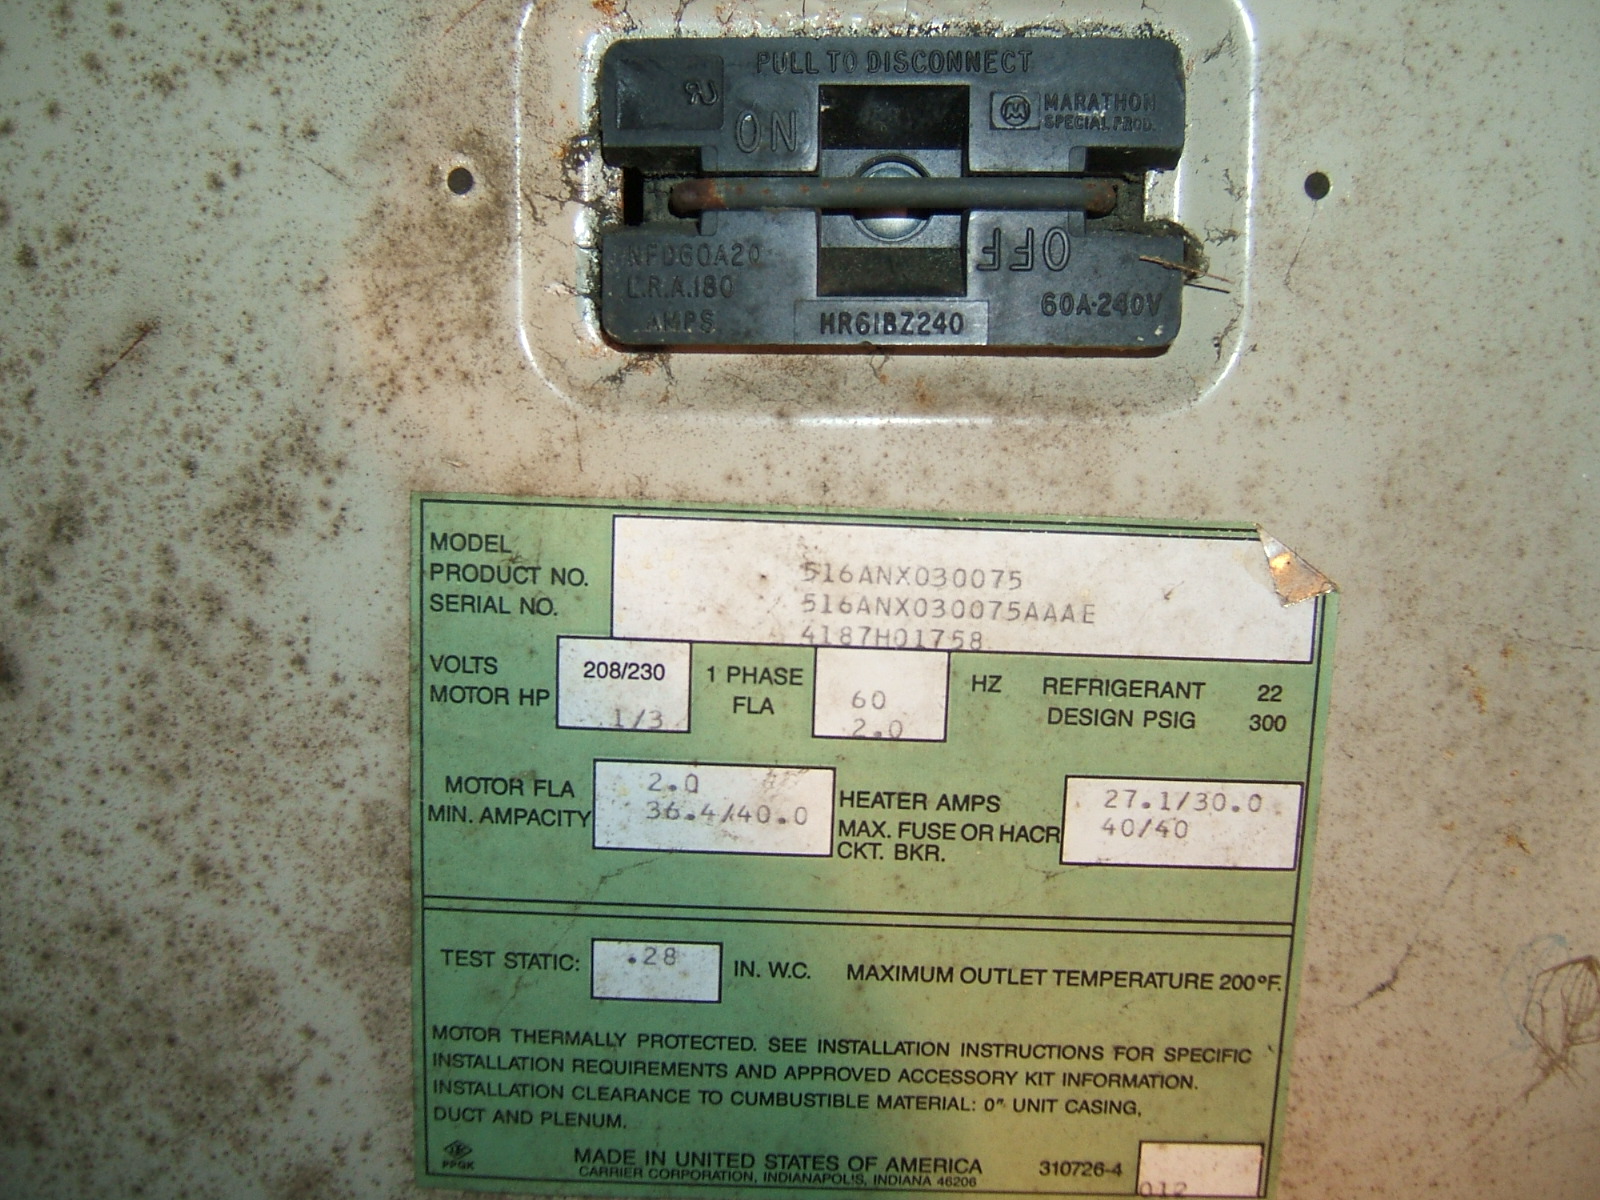 PULL TO DISCONNECT
ON
MARATHON
SPECIAL PROD.
OFF
NFD60A20
L.R.A.180
AMPS
HR61BZ240
60A-240V
MODEL 516ANX030075
PRODUCT NO. 516ANX030075AAAE
SERIAL NO. 4187H01758
VOLTS 208/230 1 PHASE 60 HZ REFRIGERANT 22
MOTOR HP 1/3 FLA 2.0 DESIGN PSIG 300
MOTOR FLA 2.0 HEATER AMPS 27.1/30.0
MIN. AMPACITY 36.4/40.0 MAX. FUSE OR HACR 40/40
CKT. BKR.
TEST STATIC: .28 IN. W.C. MAXIMUM OUTLET TEMPERATURE 200°F.
MOTOR THERMALLY PROTECTED. SEE INSTALLATION INSTRUCTIONS FOR SPECIFIC
INSTALLATION REQUIREMENTS AND APPROVED ACCESSORY KIT INFORMATION.
INSTALLATION CLEARANCE TO CUMBUSTIBLE MATERIAL: 0" UNIT CASING,
DUCT AND PLENUM.
MADE IN UNITED STATES OF AMERICA 310726-4
CARRIER CORPORATION, INDIANAPOLIS, INDIANA 46206
PPGK
012